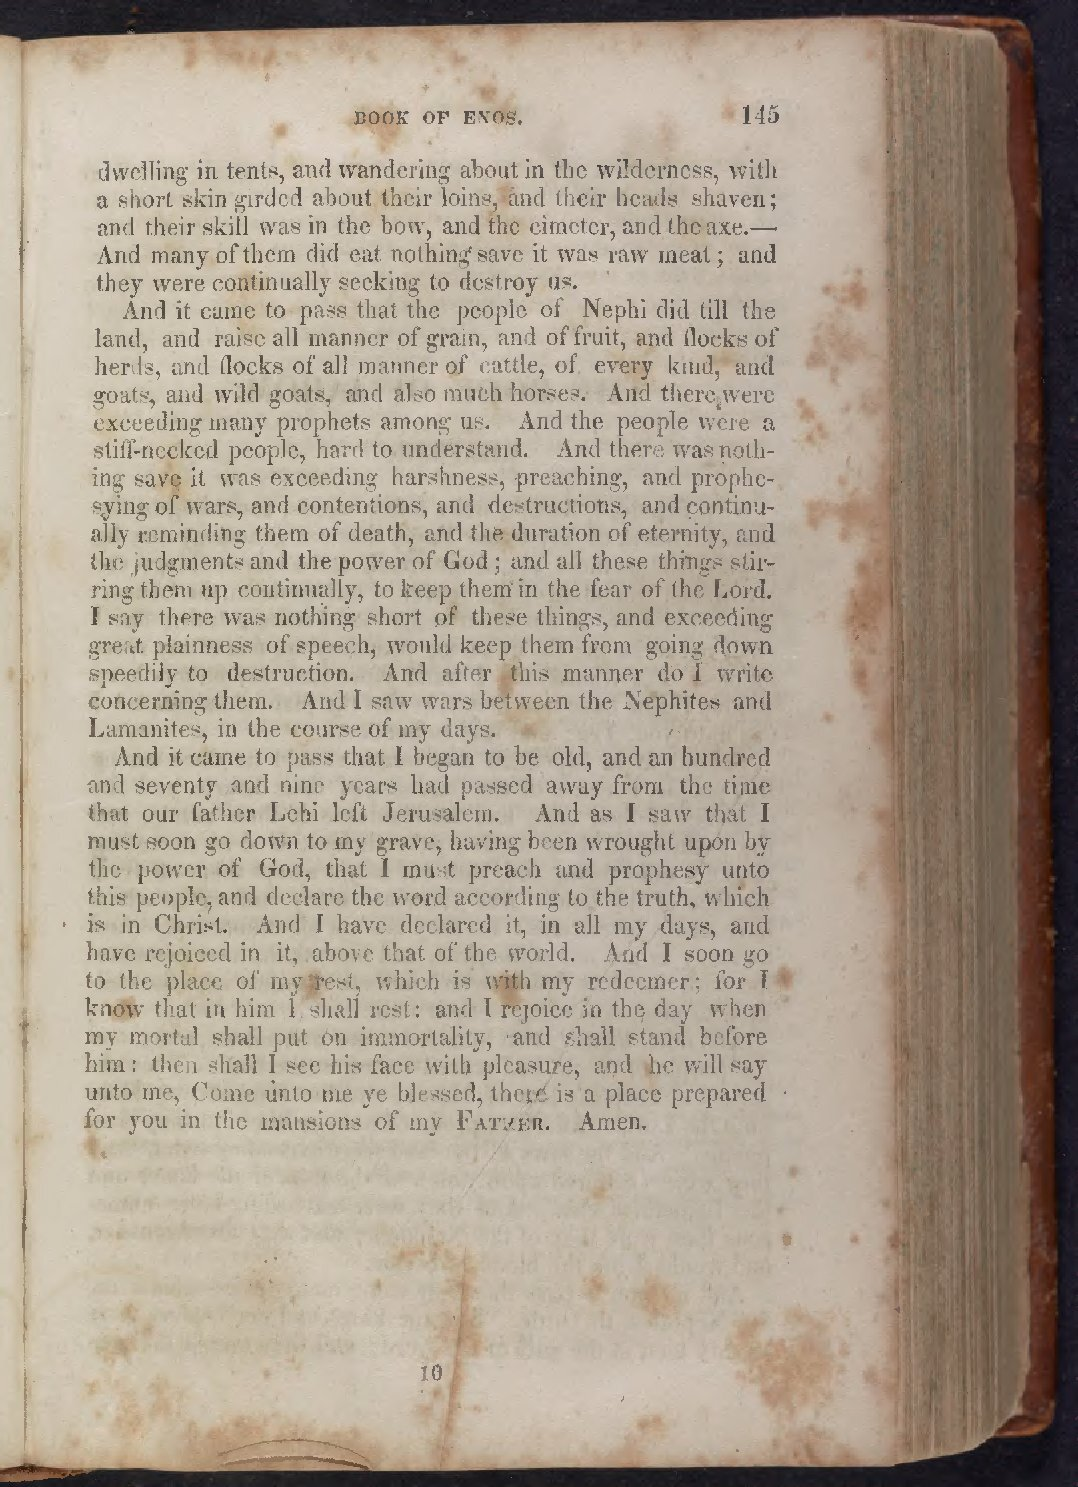 BOOK OF ENOS. 145
dwelling in tents, and wandering about in the wilderness, with
a short skin girded about their loins, and their heads shaven;
and their skill was in the bow, and the cimeter, and the axe.—
And many of them did eat nothing save it was raw meat; and
they were continually seeking to destroy us.
And it came to pass that the people of Nephi did till the
land, and raise all manner of grain, and of fruit, and flocks of
herds, and flocks of all manner of cattle, of every kind, and
goats, and wild goats, and also much horses. And there were
exceeding many prophets among us. And the people were a
stiff-necked people, hard to understand. And there was noth-
ing save it was exceeding harshness, preaching, and prophe-
sying of wars, and contentions, and destructions, and continu-
ally reminding them of death, and the duration of eternity, and
the judgments and the power of God; and all these things stir-
ring them up continually, to keep them in the fear of the Lord.
I say there was nothing short of these things, and exceeding
great plainness of speech, would keep them from going down
speedily to destruction. And after this manner do I write
concerning them. And I saw wars between the Nephites and
Lamanites, in the course of my days.
And it came to pass that I began to be old, and an hundred
and seventy and nine years had passed away from the time
that our father Lehi left Jerusalem. And as I saw that I
must soon go down to my grave, having been wrought upon by
the power of God, that I must preach and prophesy unto
this people, and declare the word according to the truth, which
is in Christ. And I have declared it, in all my days, and
have rejoiced in it, above that of the world. And I soon go
to the place of my rest, which is with my redeemer; for I
know that in him I shall rest: and I rejoice in the day when
my mortal shall put on immortality, and shall stand before
him: then shall I see his face with pleasure, and he will say
unto me, Come unto me ye blessed, there is a place prepared
for you in the mansions of my FATHER. Amen.
10